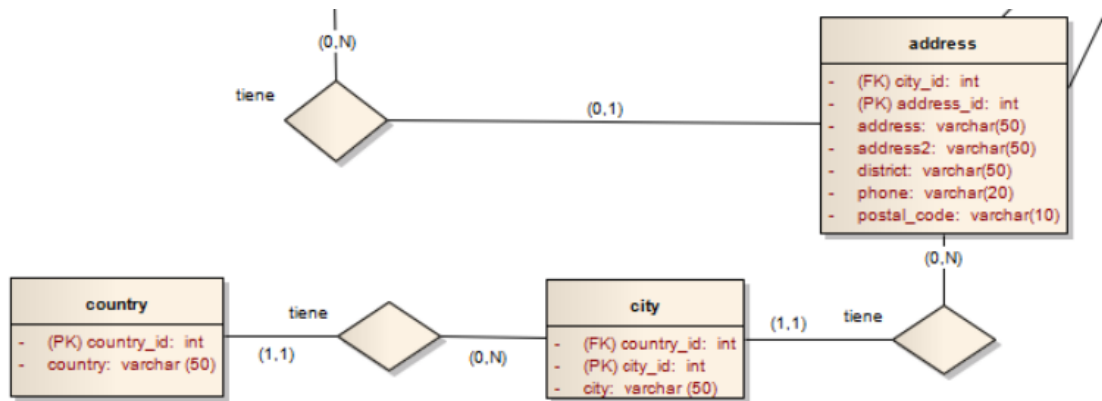 (0,N)
tiene
(0,1)
address
- (FK) city_id: int
- (PK) address_id: int
- address: varchar(50)
- address2: varchar(50)
- district: varchar(50)
- phone: varchar(20)
- postal_code: varchar(10)
(0,N)
country
- (PK) country_id: int
- country: varchar (50)
tiene
(1,1)
(0,N)
city
- (FK) country_id: int
- (PK) city_id: int
- city: varchar (50)
(1,1)
tiene